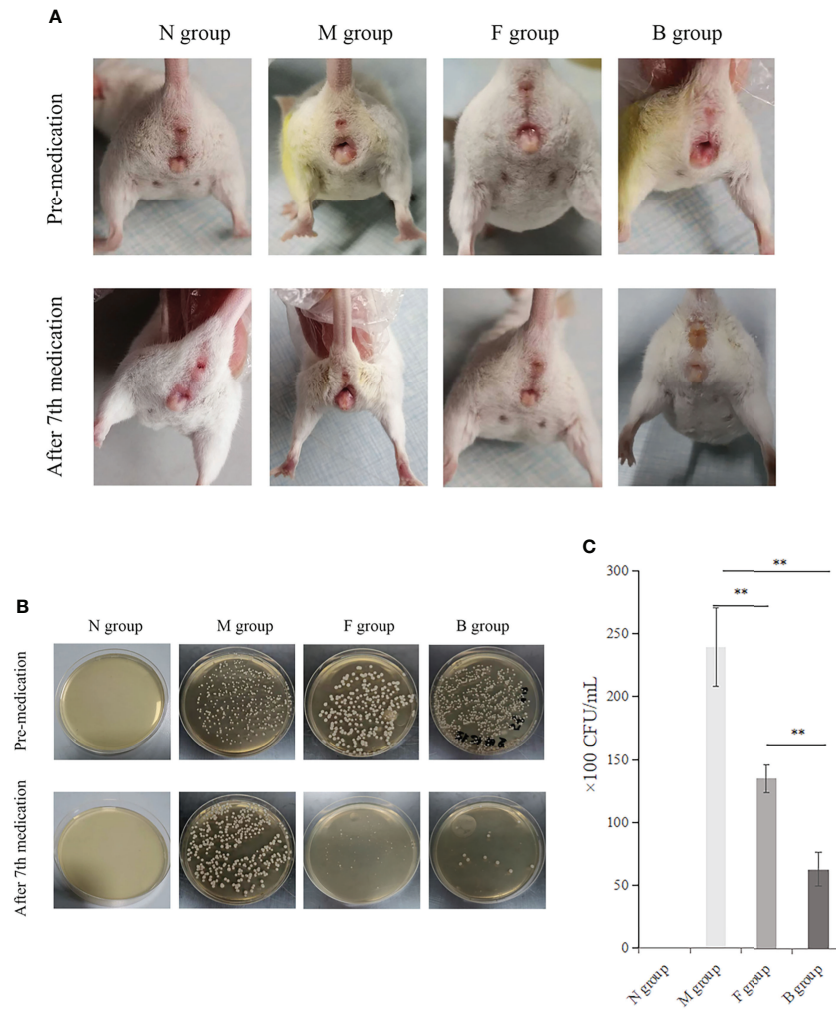 A
N group M group F group B group
Pre-medication
After 7th medication
B
N group M group F group B group
Pre-medication
After 7th medication
C
300
250
200
150
100
50
0
×100 CFU/mL
**
**
**
N group
M group
F group
B group